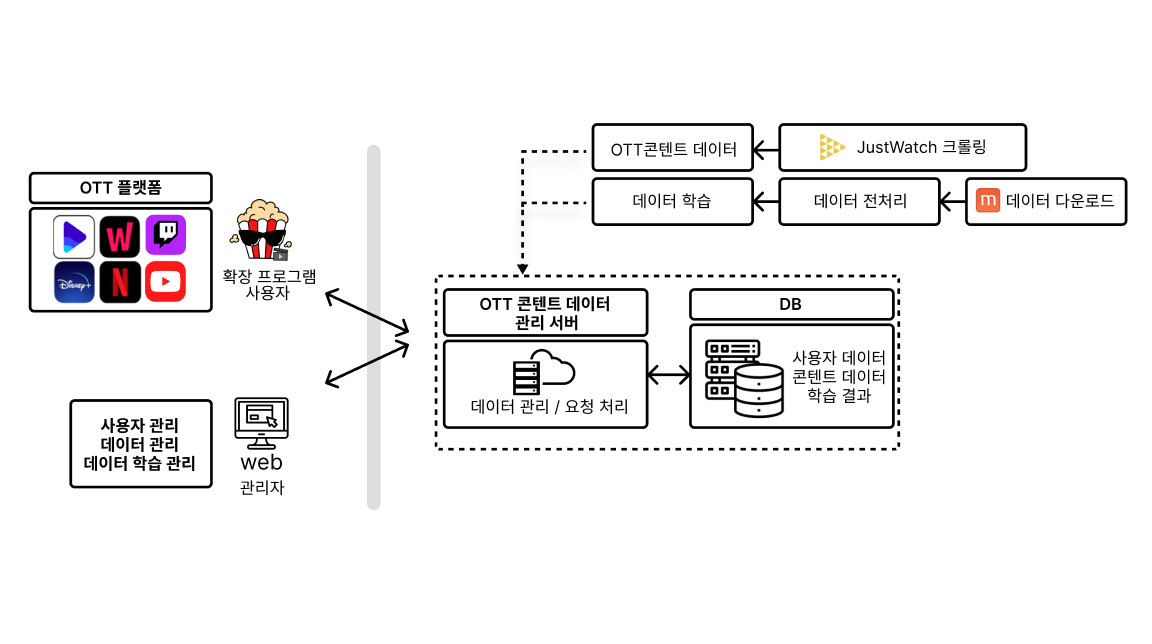 OTT 플랫폼
W
Disney+
N
확장 프로그램
사용자
사용자 관리
데이터 관리
데이터 학습 관리
web
관리자
OTT콘텐트 데이터
JustWatch 크롤링
데이터 학습
데이터 전처리
m 데이터 다운로드
OTT 콘텐트 데이터
관리 서버
데이터 관리 / 요청 처리
DB
사용자 데이터
콘텐트 데이터
학습 결과